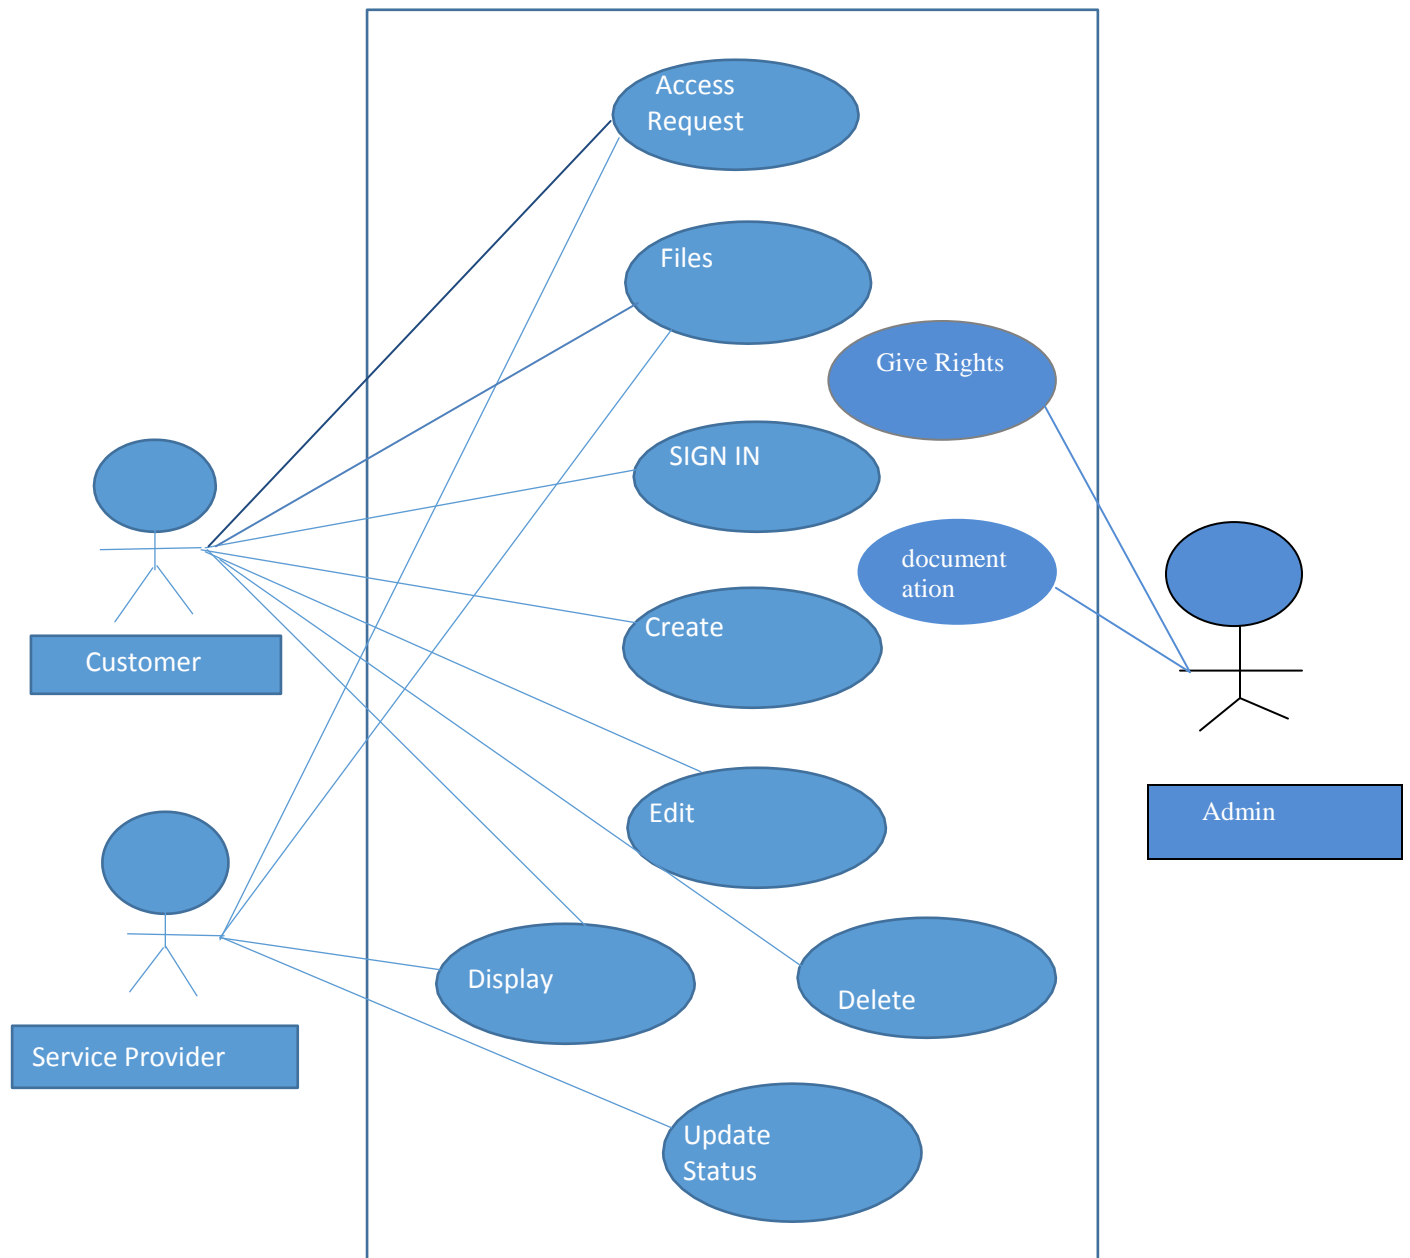 Access
Request
Files
Give Rights
SIGN IN
document
ation
Create
Customer
Edit
Admin
Display
Delete
Service Provider
Update
Status